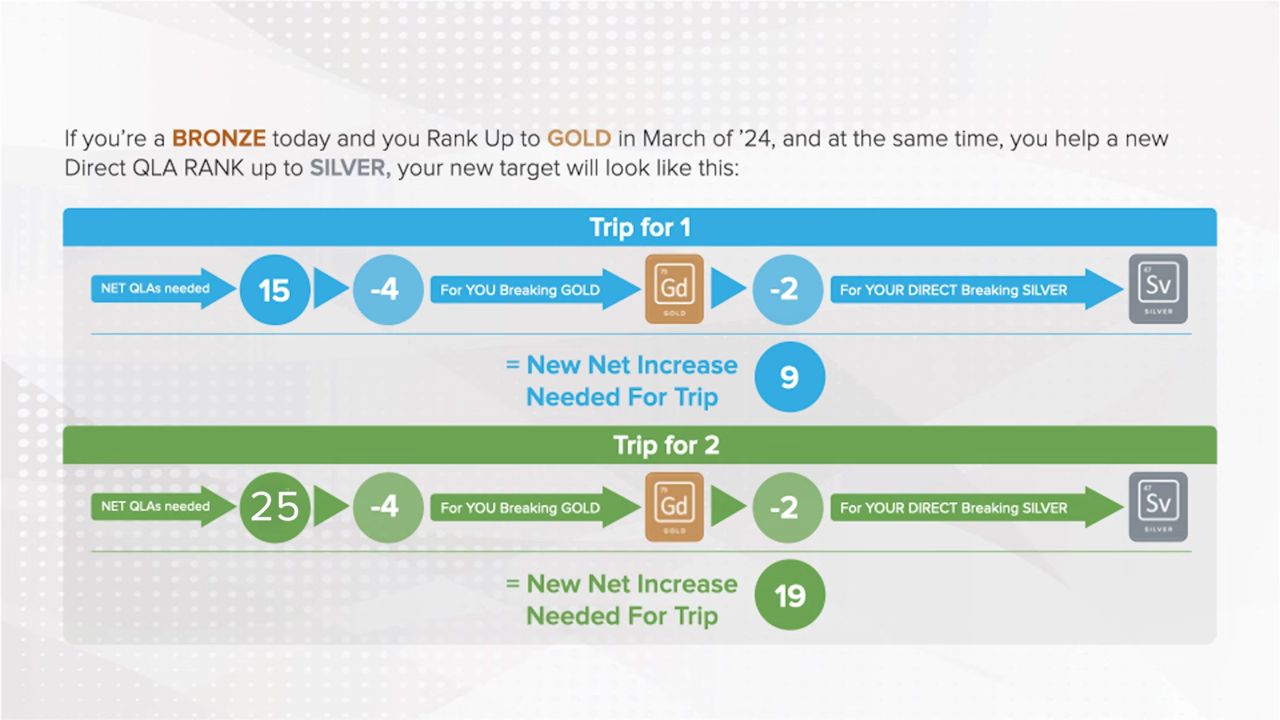 If you're a BRONZE today and you Rank Up to GOLD in March of '24, and at the same time, you help a new
Direct QLA RANK up to SILVER, your new target will look like this:
Trip for 1
NET QLAs needed
15
-4
For YOU Breaking GOLD
79
Gd
GOLD
-2
For YOUR DIRECT Breaking SILVER
47
Sv
SILVER
= New Net Increase
Needed For Trip
9
Trip for 2
NET QLAs needed
25
-4
For YOU Breaking GOLD
79
Gd
GOLD
-2
For YOUR DIRECT Breaking SILVER
47
Sv
SILVER
= New Net Increase
Needed For Trip
19